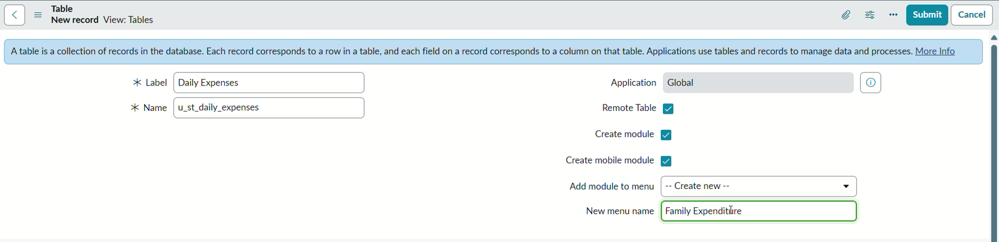 Table
New record View: Tables
Submit
Cancel
A table is a collection of records in the database. Each record corresponds to a row in a table, and each field on a record corresponds to a column on that table. Applications use tables and records to manage data and processes. More Info
* Label Daily Expenses
* Name u_st_daily_expenses
Application Global
Remote Table
Create module
Create mobile module
Add module to menu -- Create new --
New menu name Family Expenditure